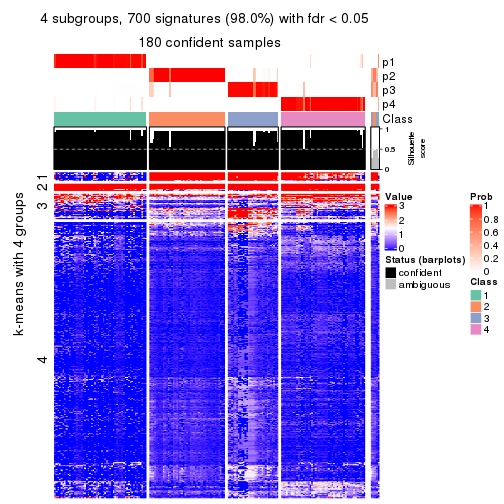 4 subgroups, 700 signatures (98.0%) with fdr < 0.05
180 confident samples
p1
p2
p3
p4
Class
1
0.5
0
Silhouette
score
k-means with 4 groups
1
2
3
4
Value
3
2
1
0
Status (barplots)
confident
ambiguous
Prob
1
0.8
0.6
0.4
0.2
0
Class
1
2
3
4